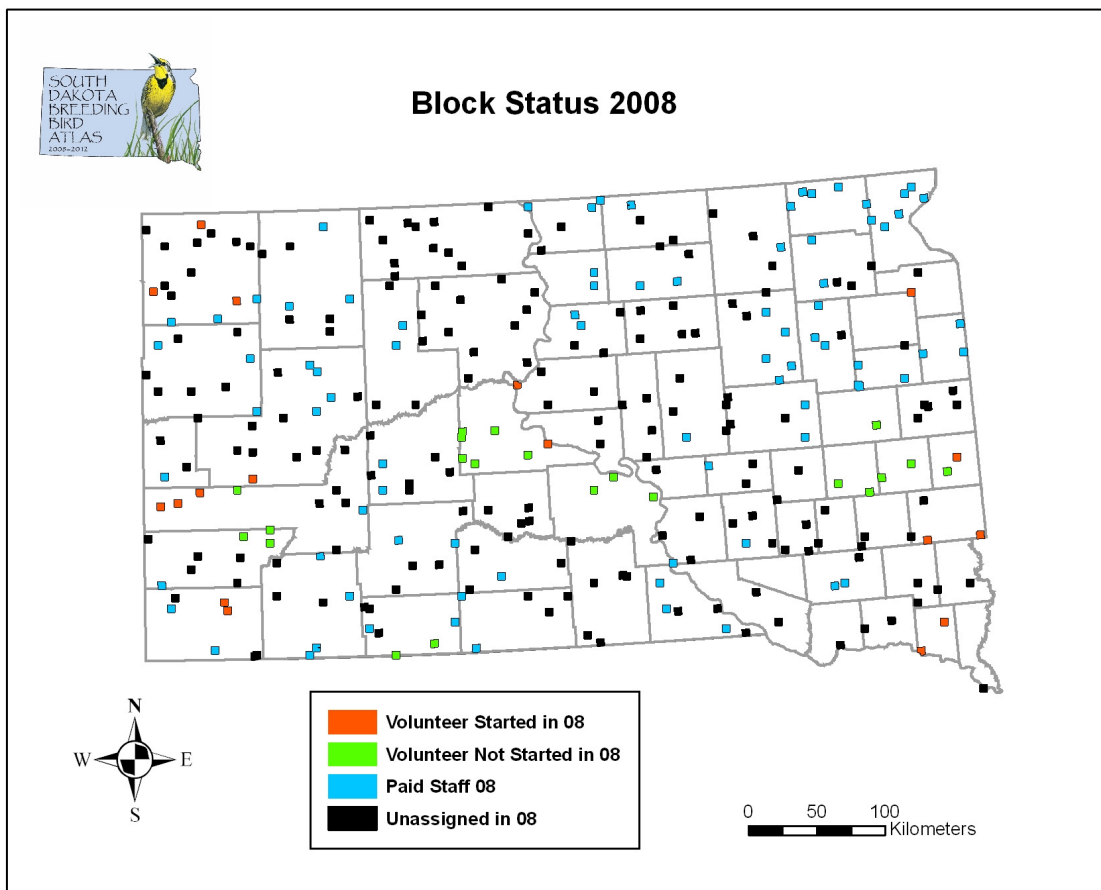 SOUTH
DAKOTA
BREEDING
BIRD
ATLAS
2008-2012
Block Status 2008
N
W
E
S
Volunteer Started in 08
Volunteer Not Started in 08
Paid Staff 08
Unassigned in 08
0 50 100
Kilometers